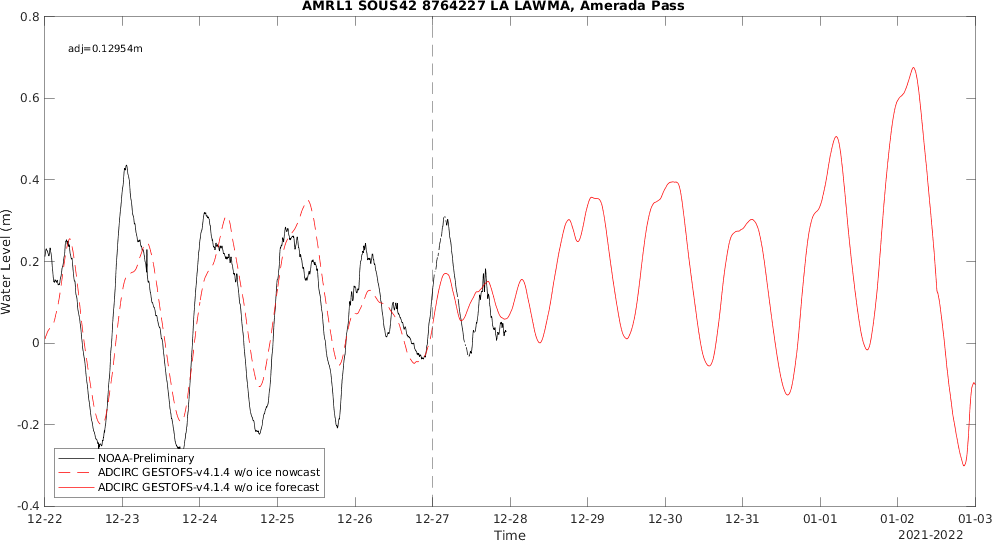 AMRL1 SOUS42 8764227 LA LAWMA, Amerada Pass
adj=0.12954m
0.8
0.6
0.4
0.2
0
-0.2
-0.4
Water Level (m)
NOAA-Preliminary
ADCIRC GESTOFS-v4.1.4 w/o ice nowcast
ADCIRC GESTOFS-v4.1.4 w/o ice forecast
12-22 12-23 12-24 12-25 12-26 12-27 12-28 12-29 12-30 12-31 01-01 01-02 01-03
Time
2021-2022